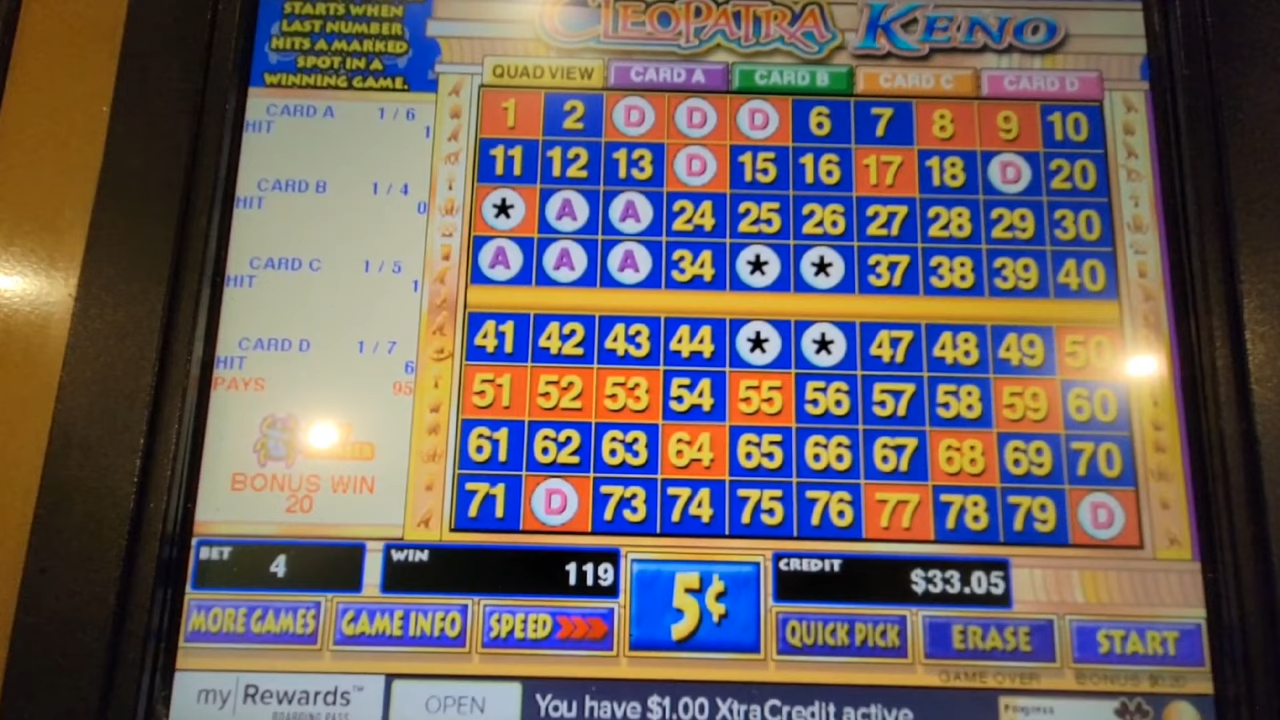 STARTS WHEN
LAST NUMBER
HITS A MARKED
SPOT IN A
WINNING GAME.
CLEOPATRA KENO
QUAD VIEW CARD A CARD B CARD C CARD D
CARD A 1/6
HIT 1
CARD B 1/4
HIT 0
CARD C 1/5
HIT 1
CARD D 1/7
HIT 6
PAYS 95
BONUS WIN
20
1 2 D D D 6 7 8 9 10
11 12 13 D 15 16 17 18 D 20
* A A 24 25 26 27 28 29 30
A A A 34 * * 37 38 39 40
41 42 43 44 * * 47 48 49 50
51 52 53 54 55 56 57 58 59 60
61 62 63 64 65 66 67 68 69 70
71 D 73 74 75 76 77 78 79 D
BET 4 WIN 119 5¢ CREDIT $33.05
MORE GAMES GAME INFO SPEED QUICK PICK ERASE START
GAME OVER BONUS $0.20
my|Rewards™ OPEN You have $1.00 XtraCredit active
BOARDING PASS